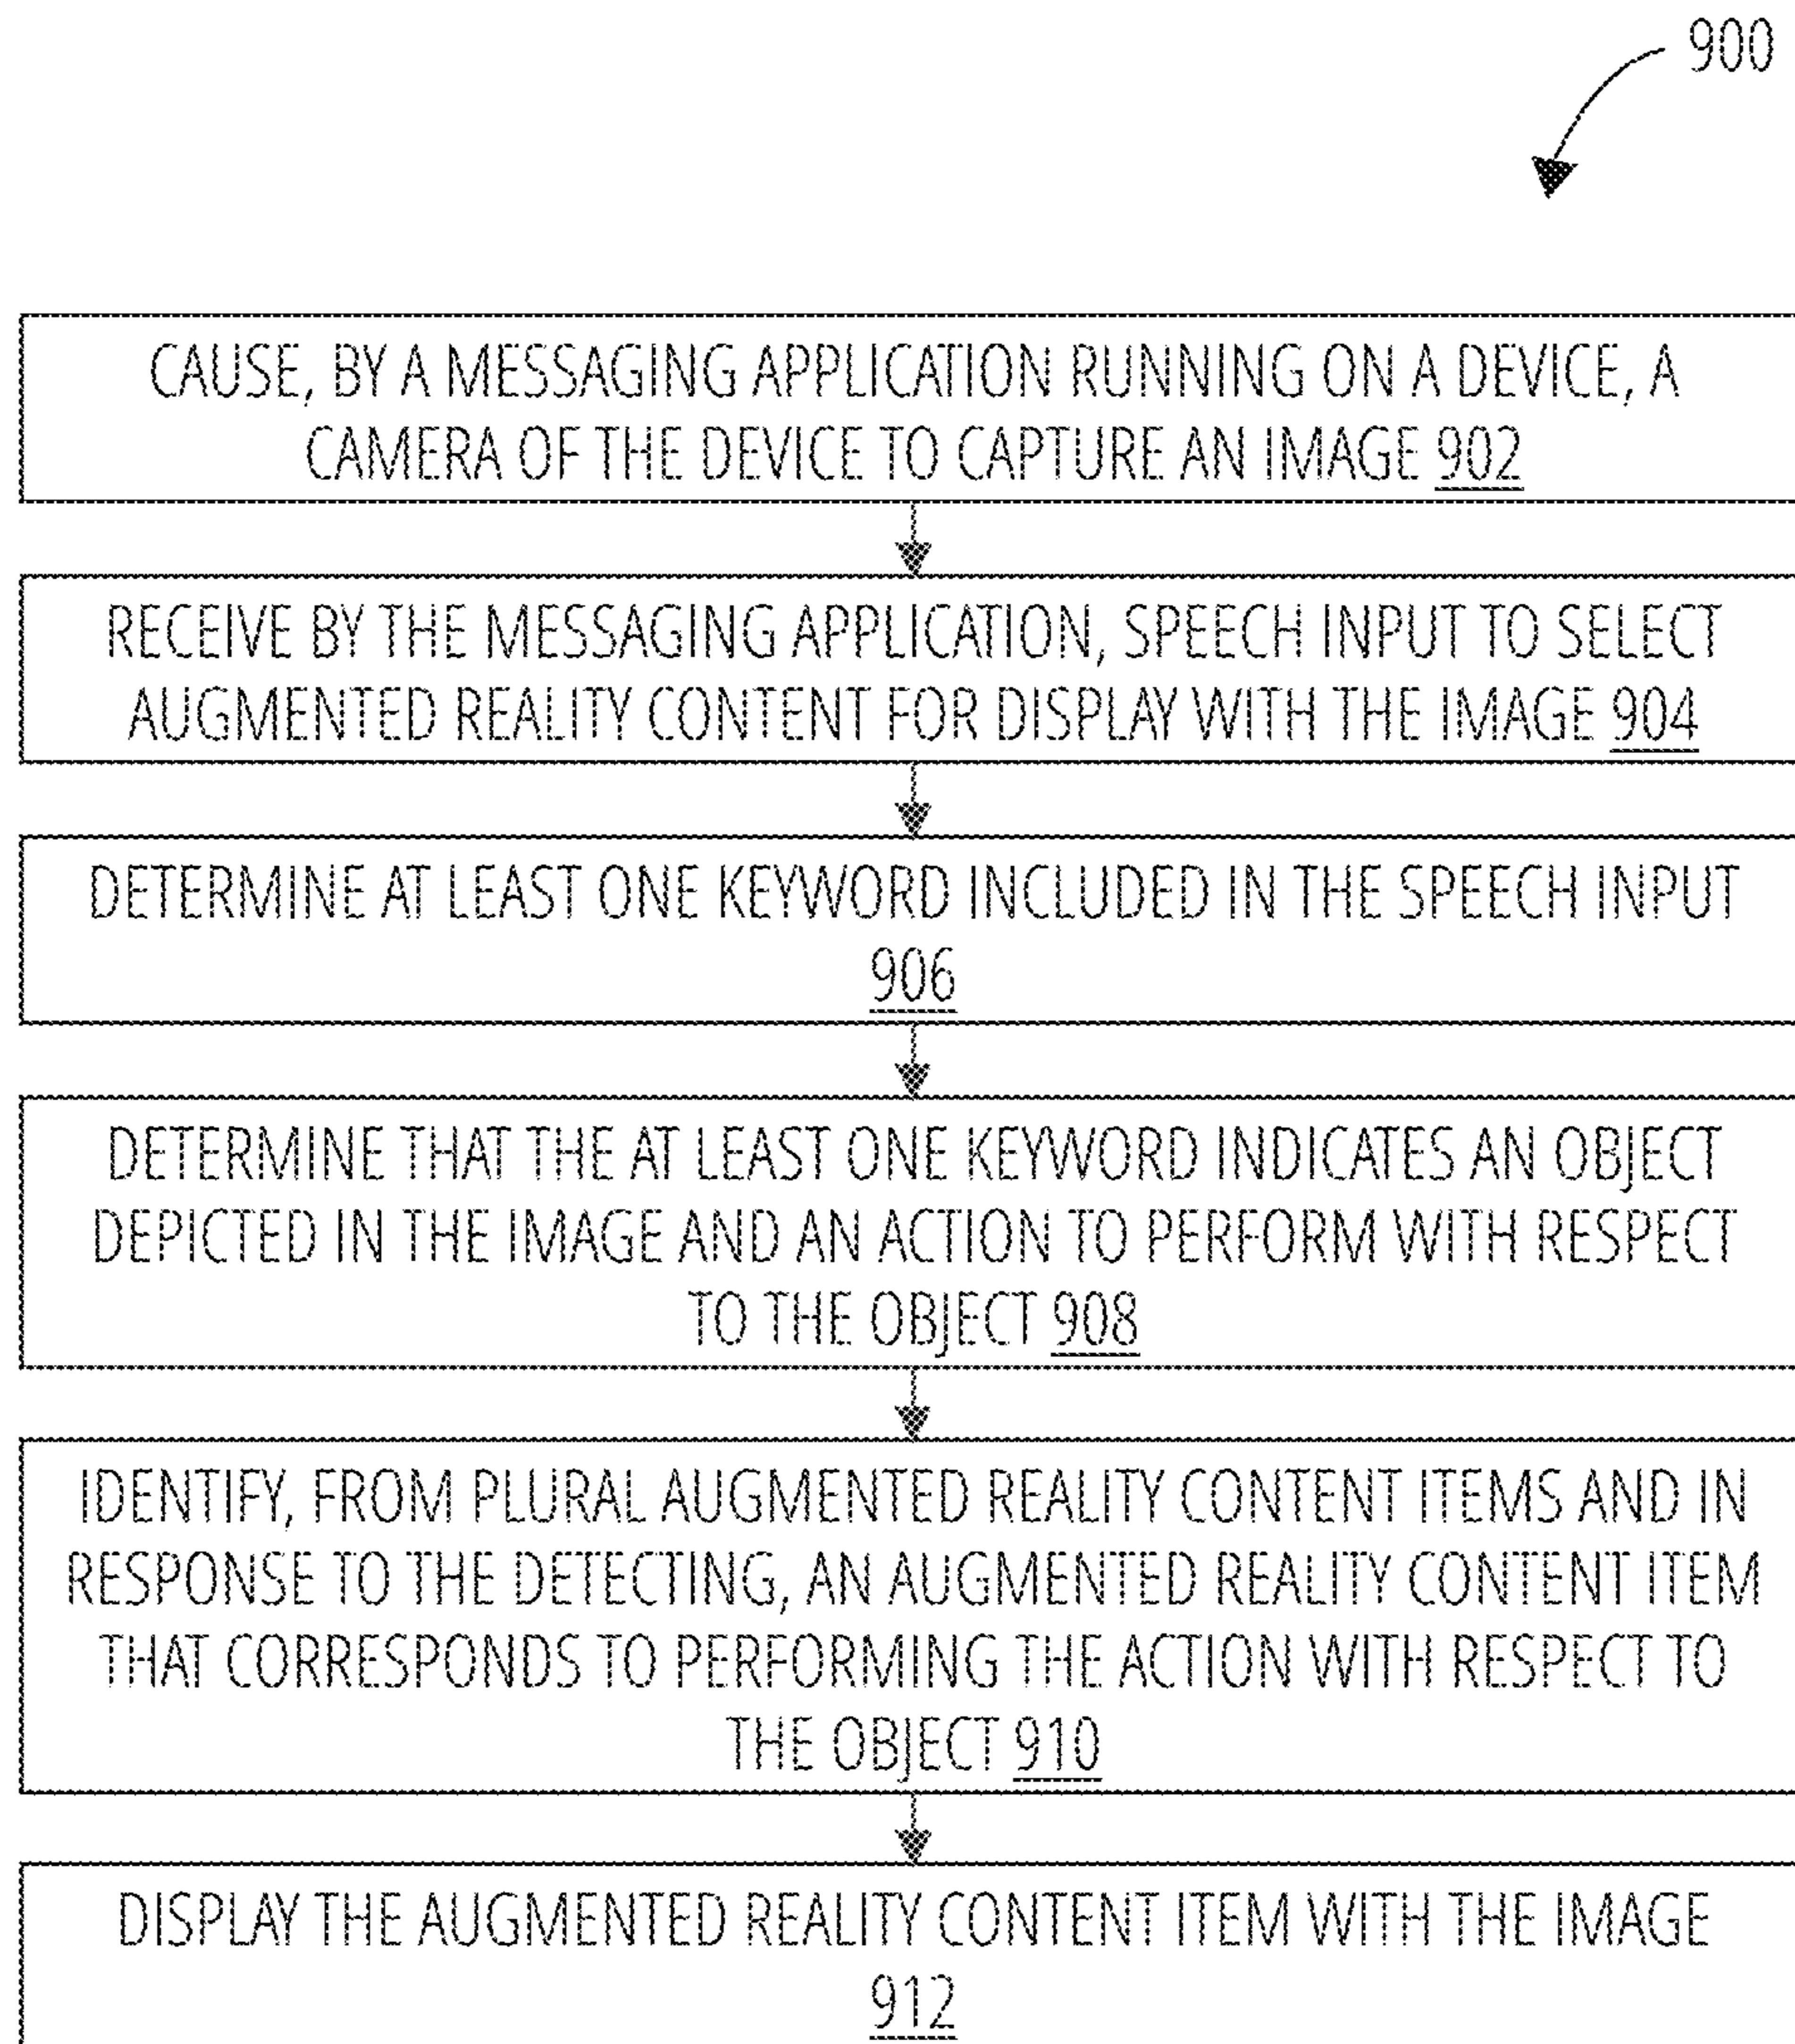 900
CAUSE, BY A MESSAGING APPLICATION RUNNING ON A DEVICE, A
CAMERA OF THE DEVICE TO CAPTURE AN IMAGE 902
RECEIVE BY THE MESSAGING APPLICATION, SPEECH INPUT TO SELECT
AUGMENTED REALITY CONTENT FOR DISPLAY WITH THE IMAGE 904
DETERMINE AT LEAST ONE KEYWORD INCLUDED IN THE SPEECH INPUT
906
DETERMINE THAT THE AT LEAST ONE KEYWORD INDICATES AN OBJECT
DEPICTED IN THE IMAGE AND AN ACTION TO PERFORM WITH RESPECT
TO THE OBJECT 908
IDENTIFY, FROM PLURAL AUGMENTED REALITY CONTENT ITEMS AND IN
RESPONSE TO THE DETECTING, AN AUGMENTED REALITY CONTENT ITEM
THAT CORRESPONDS TO PERFORMING THE ACTION WITH RESPECT TO
THE OBJECT 910
DISPLAY THE AUGMENTED REALITY CONTENT ITEM WITH THE IMAGE
912